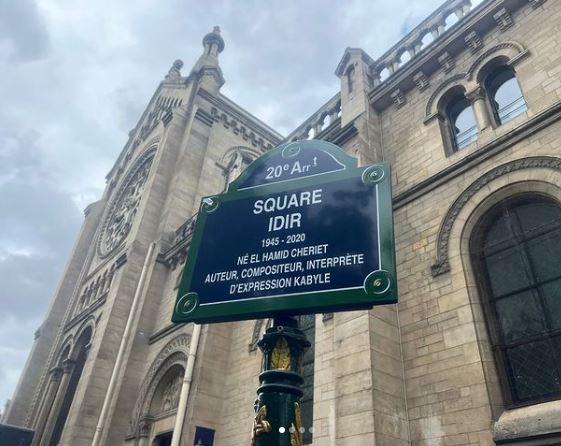 20e Arrt
SQUARE
IDIR
1945 - 2020
NÉ EL HAMID CHERIET
AUTEUR, COMPOSITEUR, INTERPRÈTE
D'EXPRESSION KABYLE